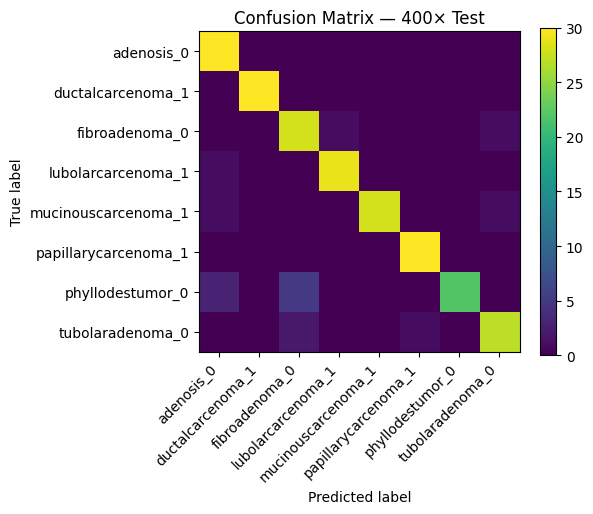 Confusion Matrix — 400× Test
True label
adenosis_0
ductalcarcenoma_1
fibroadenoma_0
lubolarcarcenoma_1
mucinouscarcenoma_1
papillarycarcenoma_1
phyllodestumor_0
tubolaradenoma_0
adenosis_0
ductalcarcenoma_1
fibroadenoma_0
lubolarcarcenoma_1
mucinouscarcenoma_1
papillarycarcenoma_1
phyllodestumor_0
tubolaradenoma_0
Predicted label
30
25
20
15
10
5
0